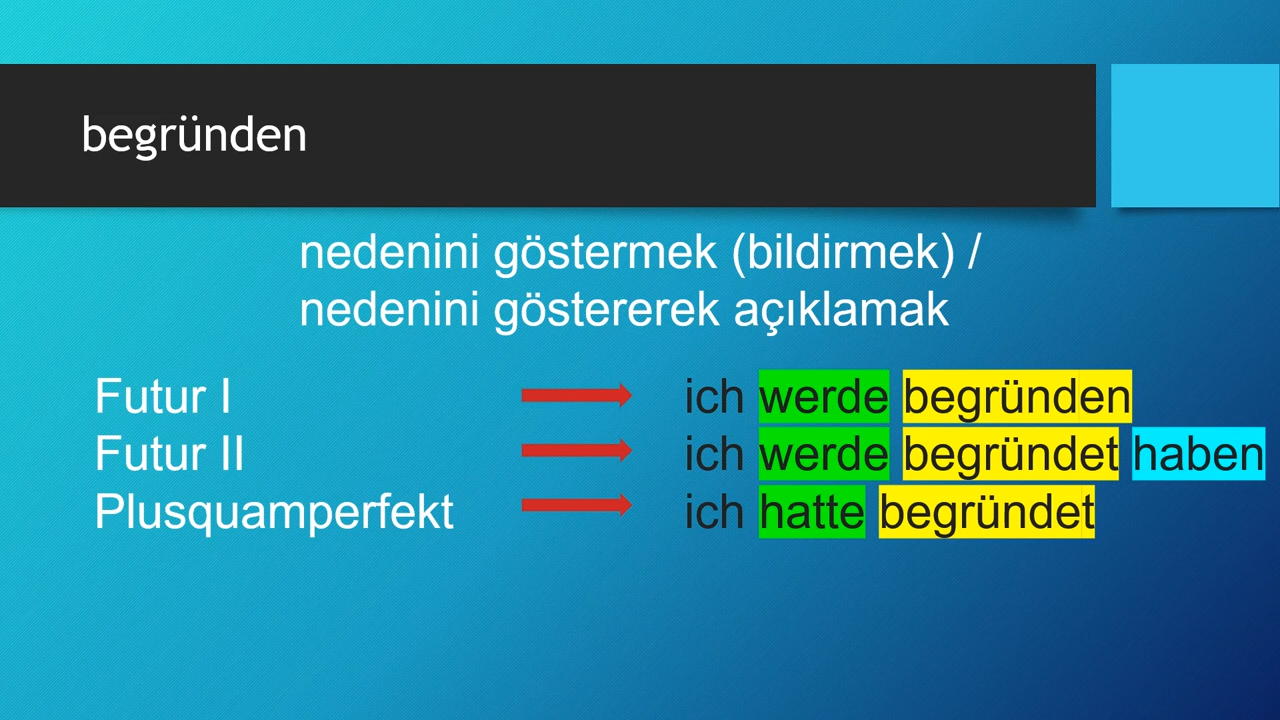 begründen
nedenini göstermek (bildirmek) /
nedenini göstererek açıklamak
Futur I ich werde begründen
Futur II ich werde begründet haben
Plusquamperfekt ich hatte begründet